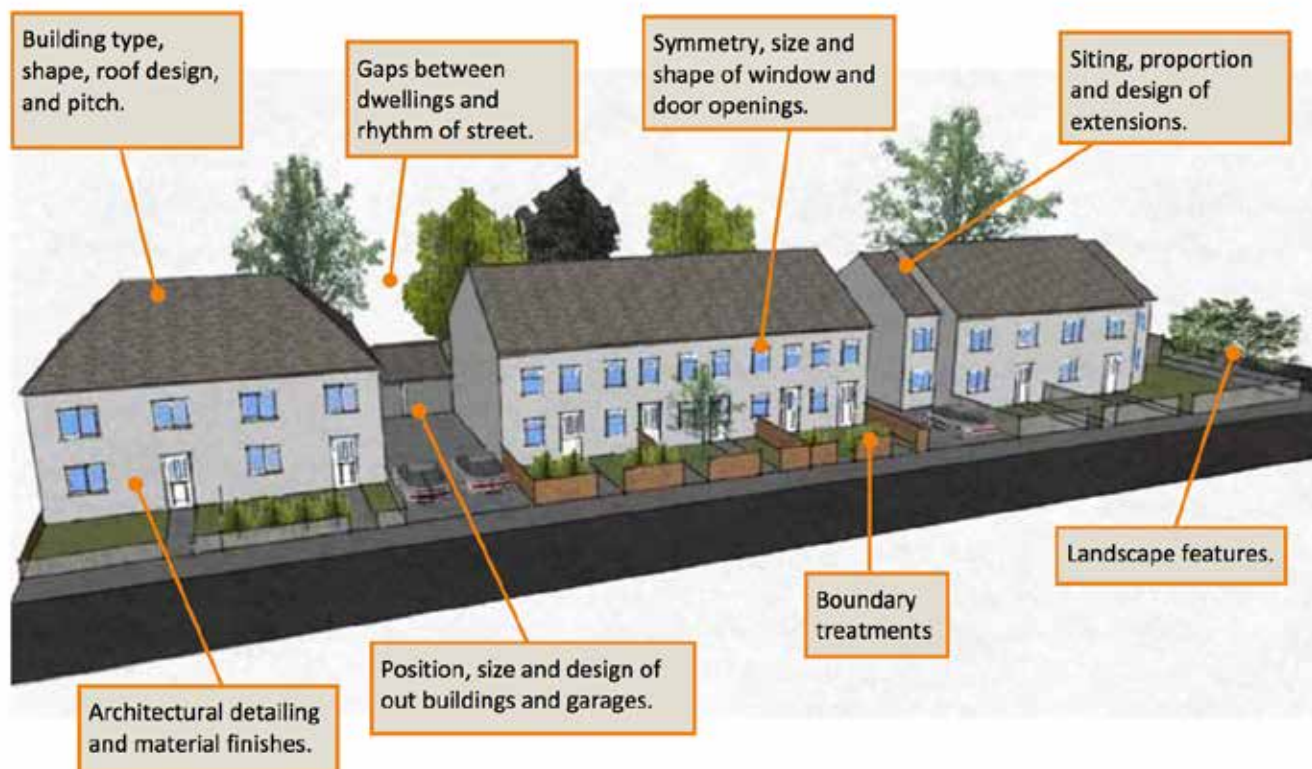 Building type,
shape, roof design,
and pitch.
Gaps between
dwellings and
rhythm of street.
Symmetry, size and
shape of window and
door openings.
Siting, proportion
and design of
extensions.
Architectural detailing
and material finishes.
Position, size and design of
out buildings and garages.
Boundary
treatments
Landscape features.